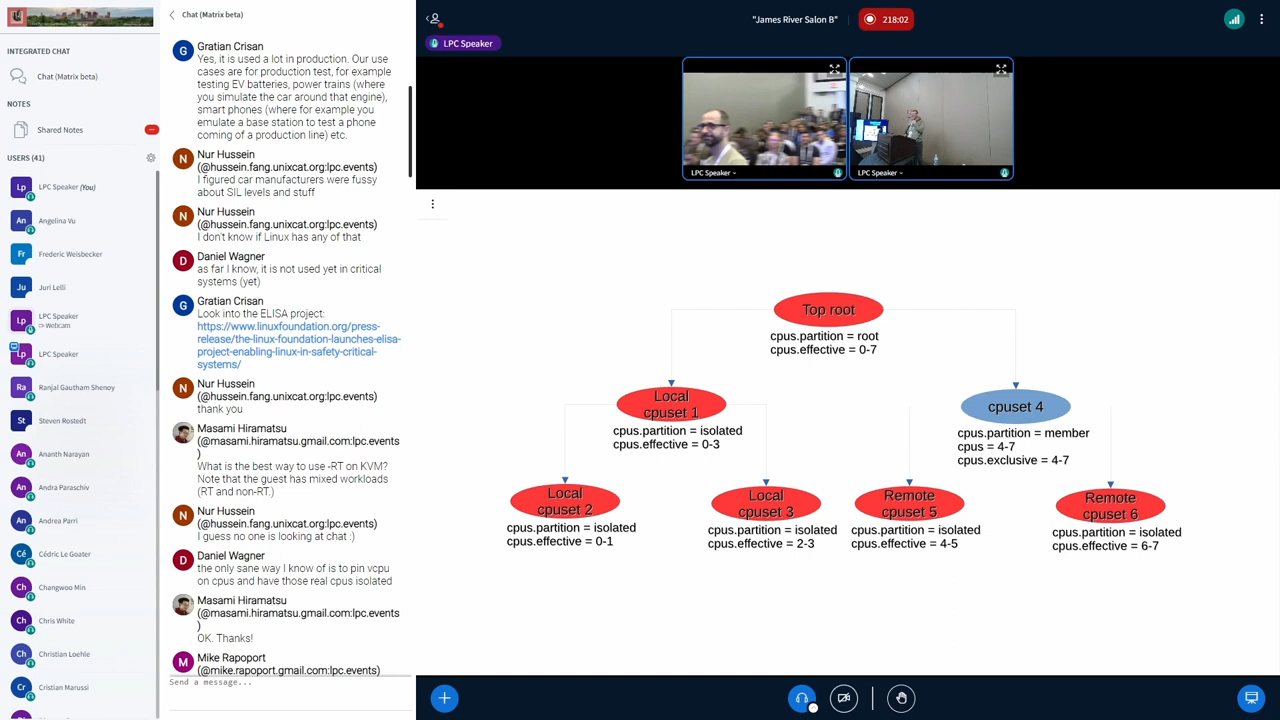 INTEGRATED CHAT
Chat (Matrix beta)
NOTES
Shared Notes
USERS (41)
Lp LPC Speaker (You)
An Angelina Vu
Fr Frederic Weisbecker
Ju Juri Lelli
Lp LPC Speaker
Webcam
Lp LPC Speaker
Ra Ranjal Gautham Shenoy
St Steven Rostedt
An Ananth Narayan
An Andra Paraschiv
An Andrea Parri
Cé Cédric Le Goater
Ch Changwoo Min
Ch Chris White
Ch Christian Loehle
Cr Cristian Marussi
Chat (Matrix beta)
G Gratian Crisan
Yes, it is used a lot in production. Our use
cases are for production test, for example
testing EV batteries, power trains (where
you simulate the car around that engine),
smart phones (where for example you
emulate a base station to test a phone
coming of a production line) etc.
N Nur Hussein
(@hussein.fang.unixcat.org:lpc.events)
I figured car manufacturers were fussy
about SIL levels and stuff
N Nur Hussein
(@hussein.fang.unixcat.org:lpc.events)
I don't know if Linux has any of that
D Daniel Wagner
as far I know, it is not used yet in critical
systems (yet)
G Gratian Crisan
Look into the ELISA project:
https://www.linuxfoundation.org/press-
release/the-linux-foundation-launches-elisa-
project-enabling-linux-in-safety-critical-
systems/
N Nur Hussein
(@hussein.fang.unixcat.org:lpc.events)
thank you
Masami Hiramatsu
(@masami.hiramatsu.gmail.com:lpc.events
)
What is the best way to use -RT on KVM?
Note that the guest has mixed workloads
(RT and non-RT.)
N Nur Hussein
(@hussein.fang.unixcat.org:lpc.events)
I guess no one is looking at chat :)
D Daniel Wagner
the only sane way I know of is to pin vcpu
on cpus and have those real cpus isolated
Masami Hiramatsu
(@masami.hiramatsu.gmail.com:lpc.events
)
OK. Thanks!
M Mike Rapoport
(@mike.rapoport.gmail.com:lpc.events)
Send a message...
"James River Salon B"
218:02
LPC Speaker
LPC Speaker
LPC Speaker
Top root
cpus.partition = root
cpus.effective = 0-7
Local
cpuset 1
cpus.partition = isolated
cpus.effective = 0-3
cpuset 4
cpus.partition = member
cpus = 4-7
cpus.exclusive = 4-7
Local
cpuset 2
cpus.partition = isolated
cpus.effective = 0-1
Local
cpuset 3
cpus.partition = isolated
cpus.effective = 2-3
Remote
cpuset 5
cpus.partition = isolated
cpus.effective = 4-5
Remote
cpuset 6
cpus.partition = isolated
cpus.effective = 6-7